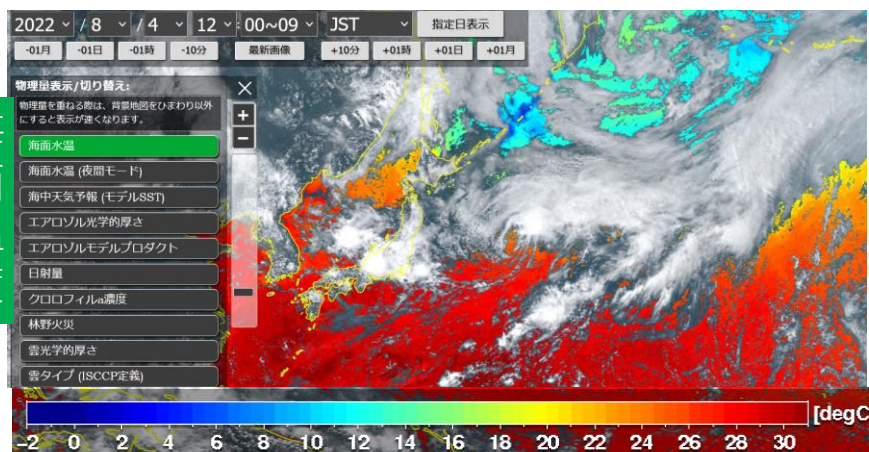 2022 / 8 / 4 12 : 00~09 JST 指定日表示
-01月 -01日 -01時 -10分 最新画像 +10分 +01時 +01日 +01月
物理量表示/切り替え:
物理量を重ねる際は、背景地図をひまわり以外
にすると表示が速くなります。
海面水温
海面水温 (夜間モード)
海中天気予報 (モデルSST)
エアロゾル光学的厚さ
エアロゾルモデルプロダクト
日射量
クロロフィルa濃度
林野火災
雲光学的厚さ
雲タイプ (ISCCP定義)
[degC
-2 0 2 4 6 8 10 12 14 16 18 20 22 24 26 28 30